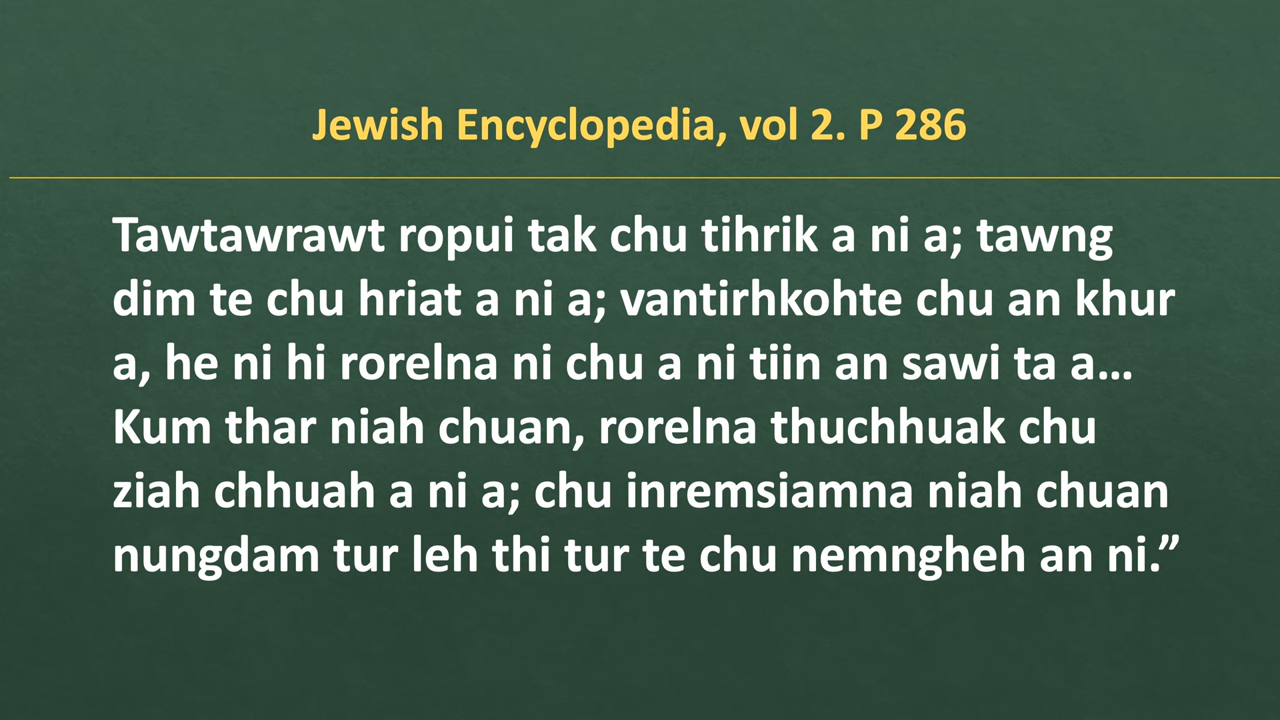 Jewish Encyclopedia, vol 2. P 286
Tawtawrawt ropui tak chu tihrik a ni a; tawng
dim te chu hriat a ni a; vantirhkohte chu an khur
a, he ni hi rorelna ni chu a ni tiin an sawi ta a…
Kum thar niah chuan, rorelna thuchhuak chu
ziah chhuah a ni a; chu inremsiamna niah chuan
nungdam tur leh thi tur te chu nemngheh an ni.”